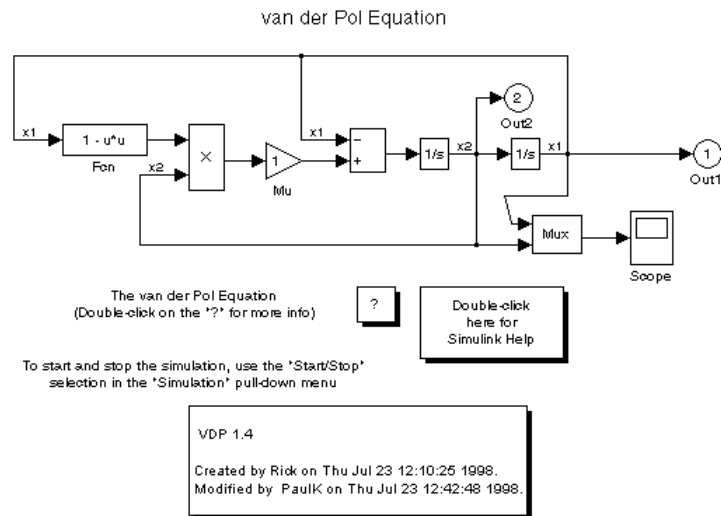 van der Pol Equation
2
Out2
x1
1 - u*u
Fcn
x2
×
1
Mu
x1
−
+
1/s
x2
1/s
x1
1
Out1
Mux
Scope
The van der Pol Equation
(Double-click on the "?" for more info)
?
Double-click
here for
Simulink Help
To start and stop the simulation, use the "Start/Stop"
selection in the "Simulation" pull-down menu
VDP 1.4
Created by Rick on Thu Jul 23 12:10:25 1998.
Modified by PaulK on Thu Jul 23 12:42:48 1998.